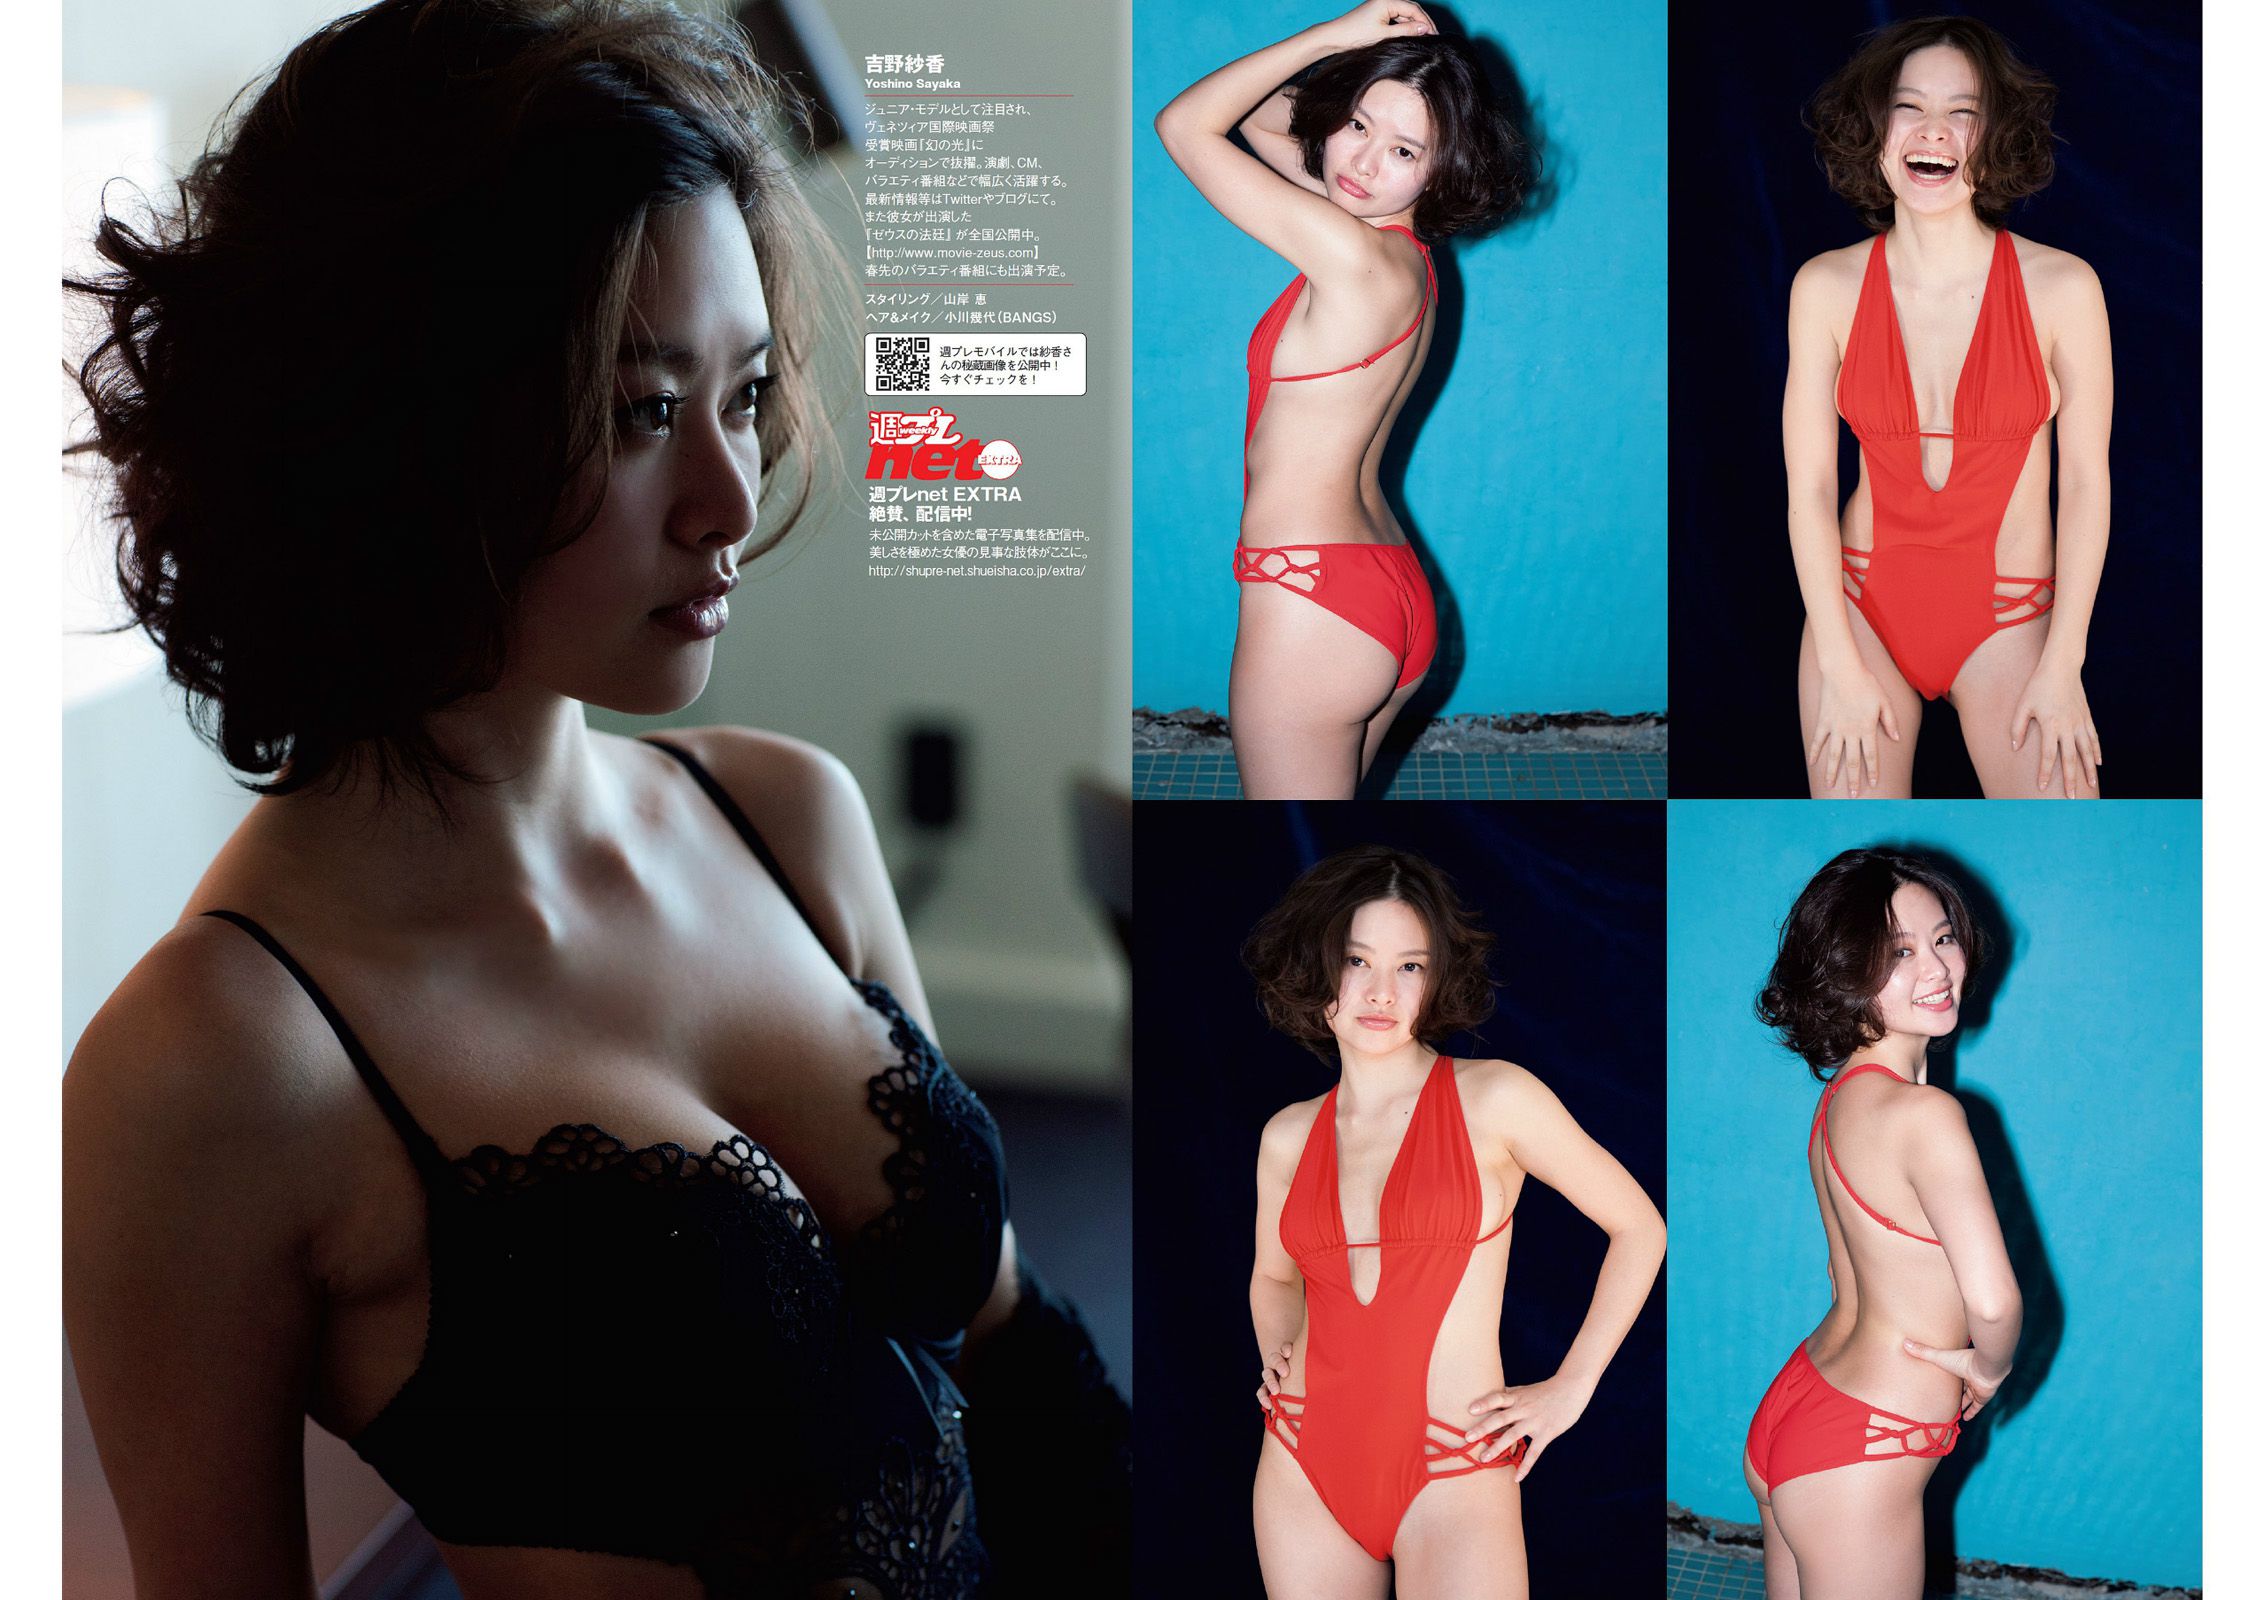 吉野紗香
Yoshino Sayaka
ジュニア・モデルとして注目され、
ヴェネツィア国際映画祭
受賞映画『幻の光』に
オーディションで抜擢。演劇、CM、
バラエティ番組などで幅広く活躍する。
最新情報等はTwitterやブログにて。
また彼女が出演した
『ゼウスの法廷』が全国公開中。
【http://www.movie-zeus.com】
春先のバラエティ番組にも出演予定。
スタイリング／山岸 恵
ヘア&メイク／小川幾代（BANGS）
週プレモバイルでは紗香さ
んの秘蔵画像を公開中！
今すぐチェックを！
週プレ
weekly
net EXTRA
週プレnet EXTRA
絶賛、配信中!
未公開カットを含めた電子写真集を配信中。
美しさを極めた女優の見事な肢体がここに。
http://shupre-net.shueisha.co.jp/extra/